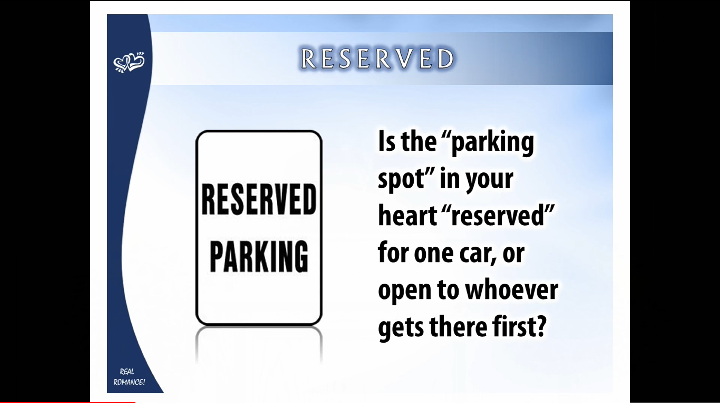 RESERVED
RESERVED
PARKING
Is the “parking
spot” in your
heart “reserved”
for one car, or
open to whoever
gets there first?
REAL
ROMANCE!